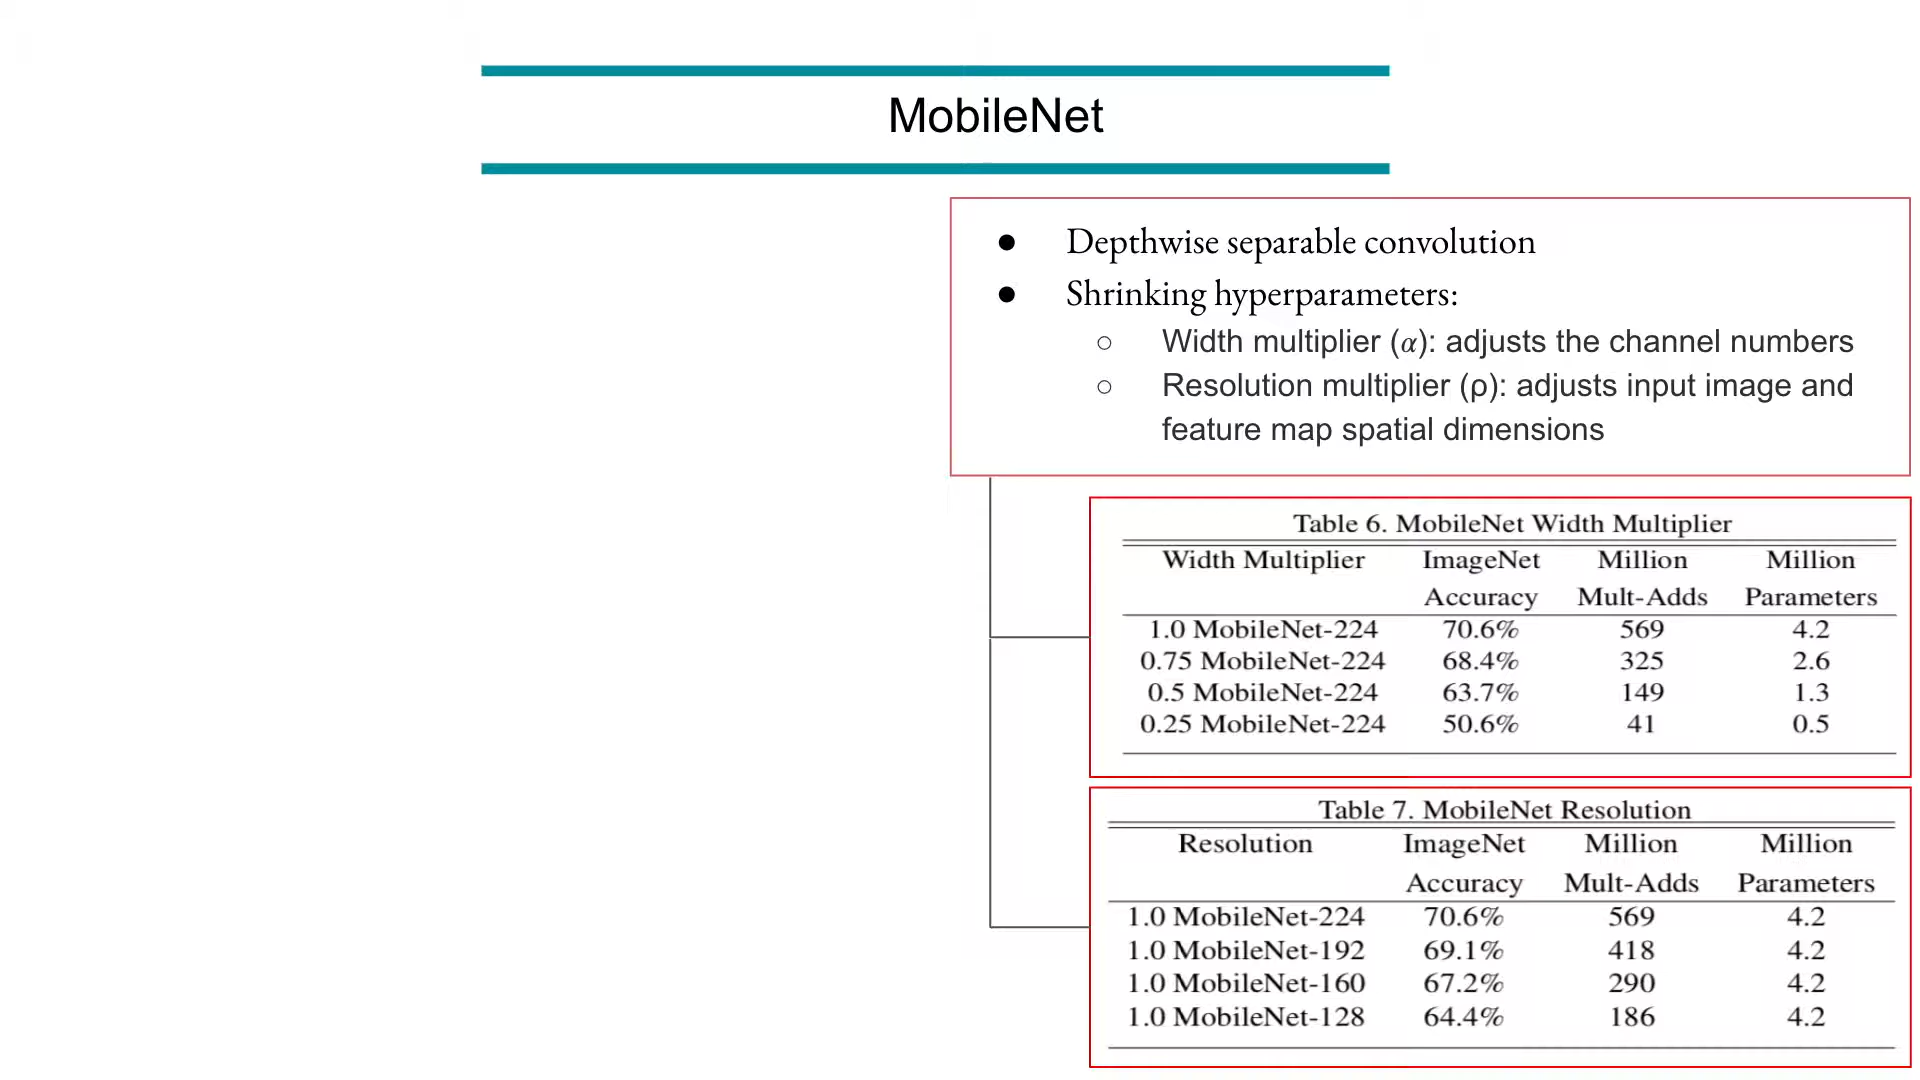 MobileNet
● Depthwise separable convolution
● Shrinking hyperparameters:
○ Width multiplier (α): adjusts the channel numbers
○ Resolution multiplier (ρ): adjusts input image and
feature map spatial dimensions
Table 6. MobileNet Width Multiplier
Width Multiplier ImageNet Million Million
Accuracy Mult-Adds Parameters
1.0 MobileNet-224 70.6% 569 4.2
0.75 MobileNet-224 68.4% 325 2.6
0.5 MobileNet-224 63.7% 149 1.3
0.25 MobileNet-224 50.6% 41 0.5
Table 7. MobileNet Resolution
Resolution ImageNet Million Million
Accuracy Mult-Adds Parameters
1.0 MobileNet-224 70.6% 569 4.2
1.0 MobileNet-192 69.1% 418 4.2
1.0 MobileNet-160 67.2% 290 4.2
1.0 MobileNet-128 64.4% 186 4.2